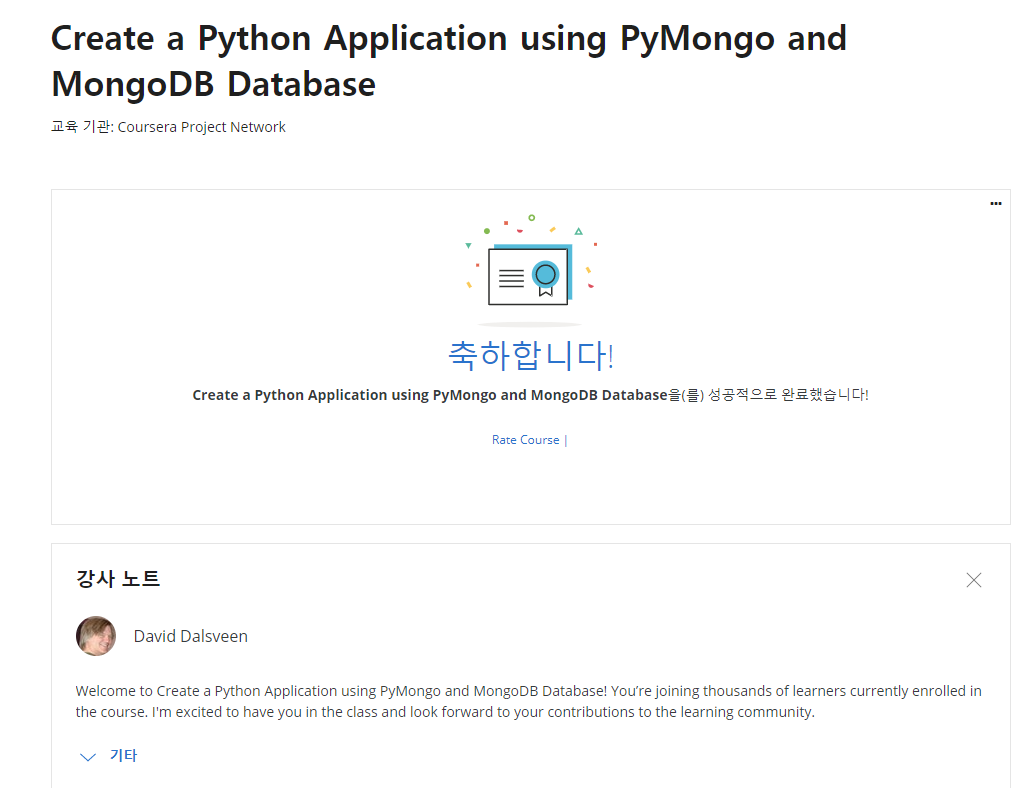 Create a Python Application using PyMongo and
MongoDB Database
교육 기관: Coursera Project Network
축하합니다!
Create a Python Application using PyMongo and MongoDB Database을(를) 성공적으로 완료했습니다!
Rate Course |
강사 노트
David Dalsveen
Welcome to Create a Python Application using PyMongo and MongoDB Database! You’re joining thousands of learners currently enrolled in
the course. I'm excited to have you in the class and look forward to your contributions to the learning community.
기타